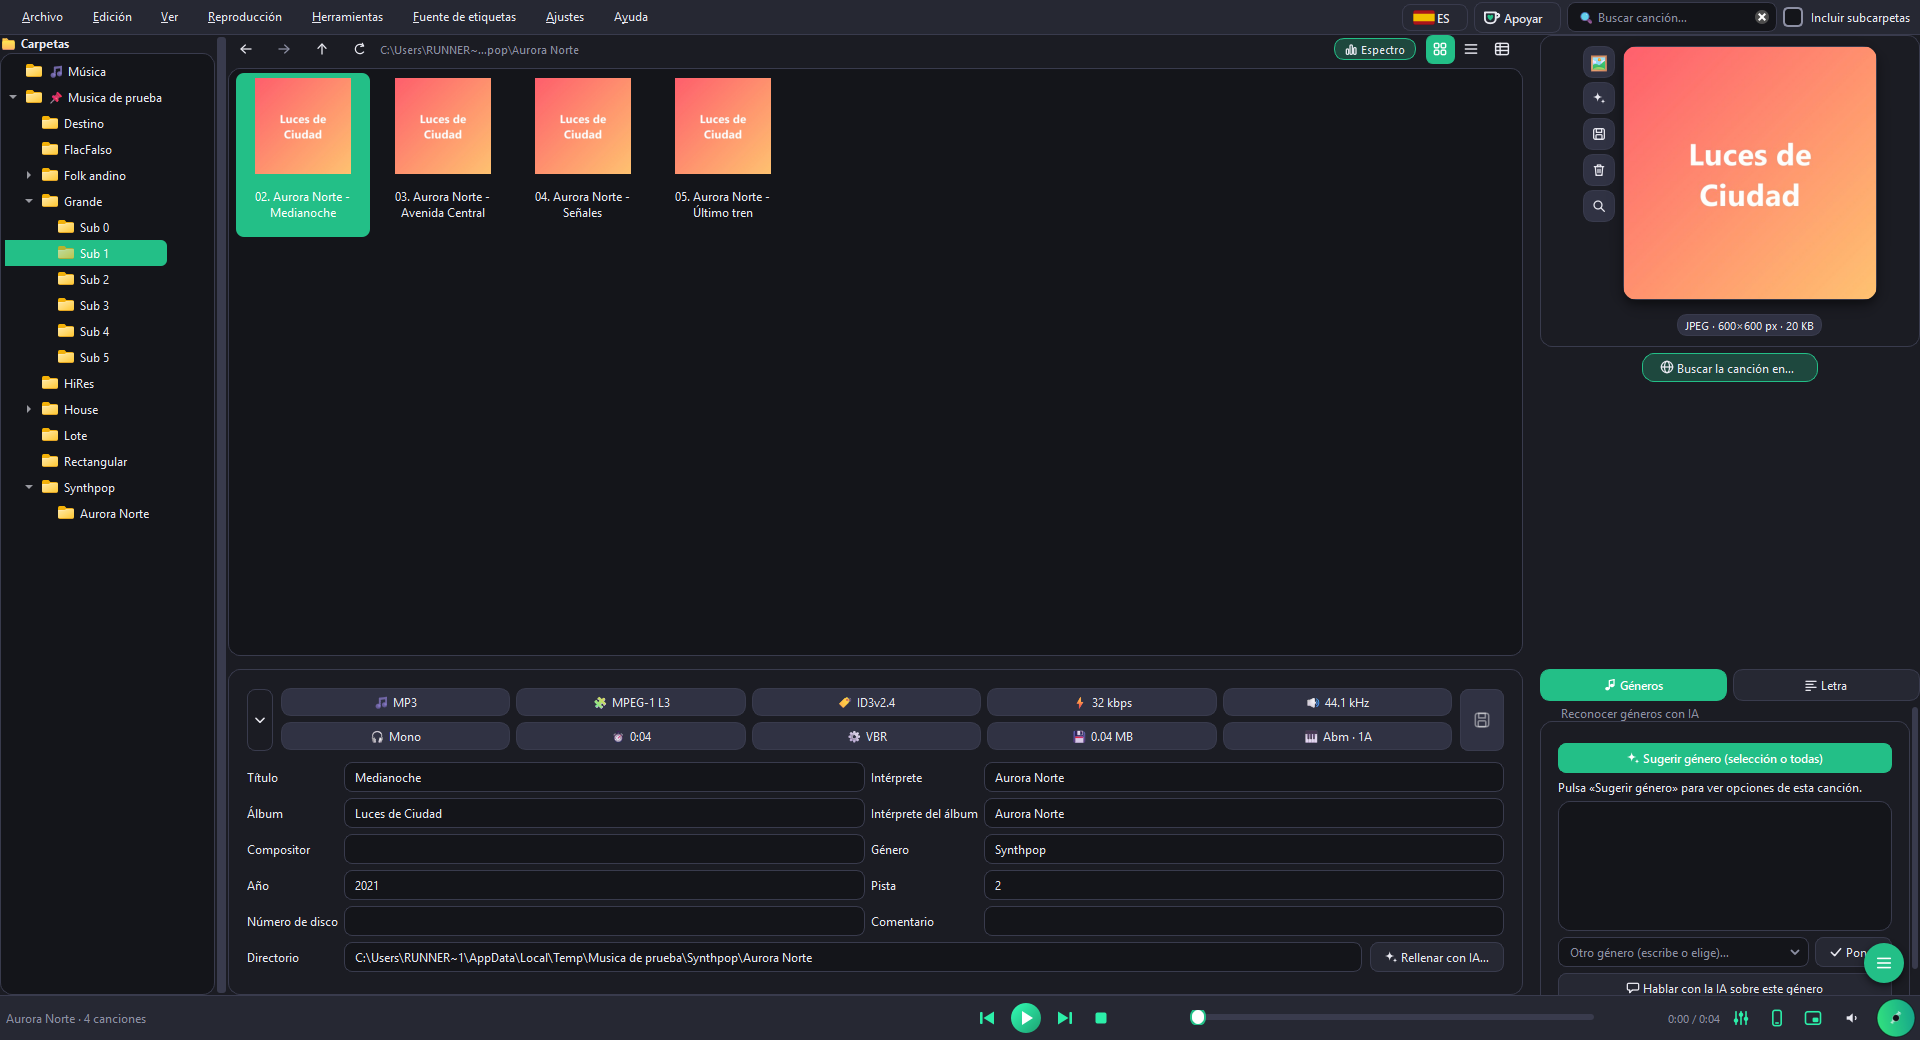 Archivo Edición Ver Reproducción Herramientas Fuente de etiquetas Ajustes Ayuda ES Apoyar Buscar canción... Incluir subcarpetas
Carpetas
Música
Musica de prueba
Destino
FlacFalso
Folk andino
Grande
Sub 0
Sub 1
Sub 2
Sub 3
Sub 4
Sub 5
HiRes
House
Lote
Rectangular
Synthpop
Aurora Norte
C:\Users\RUNNER~...pop\Aurora Norte Espectro
Luces de
Ciudad
02. Aurora Norte -
Medianoche
Luces de
Ciudad
03. Aurora Norte -
Avenida Central
Luces de
Ciudad
04. Aurora Norte -
Señales
Luces de
Ciudad
05. Aurora Norte -
Último tren
Luces de
Ciudad
JPEG · 600×600 px · 20 KB
Buscar la canción en...
MP3 MPEG-1 L3 ID3v2.4 32 kbps 44.1 kHz
Mono 0:04 VBR 0.04 MB Abm · 1A
Título Medianoche Intérprete Aurora Norte
Álbum Luces de Ciudad Intérprete del álbum Aurora Norte
Compositor Género Synthpop
Año 2021 Pista 2
Número de disco Comentario
Directorio C:\Users\RUNNER~1\AppData\Local\Temp\Musica de prueba\Synthpop\Aurora Norte Rellenar con IA...
Géneros Letra
Reconocer géneros con IA
Sugerir género (selección o todas)
Pulsa «Sugerir género» para ver opciones de esta canción.
Otro género (escribe o elige)... Pon
Hablar con la IA sobre este género
Aurora Norte · 4 canciones 0:00 / 0:04